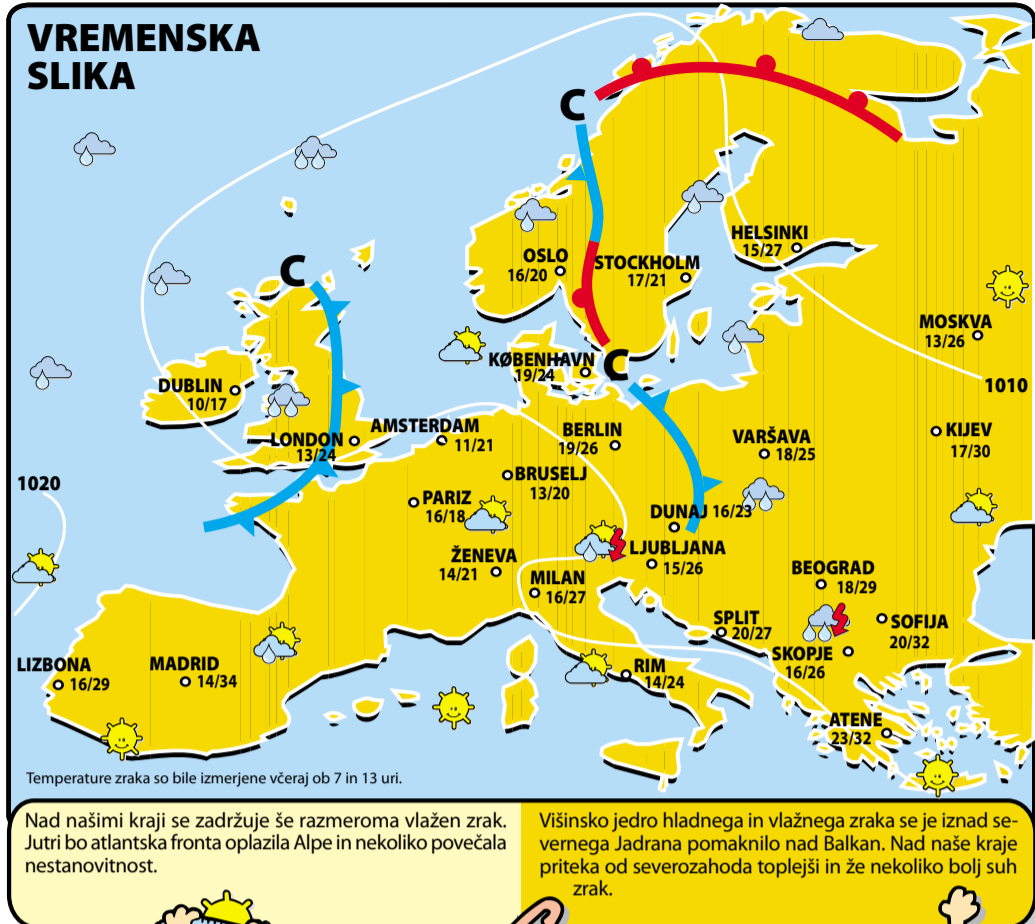 VREMENSKA
SLIKA
C
C
HELSINKI
15/27
OSLO
16/20
STOCKHOLM
17/21
C
MOSKVA
13/26
KØBENHAVN
19/24
C
1010
DUBLIN
10/17
AMSTERDAM
11/21
LONDON
13/24
BERLIN
19/26
VARŠAVA
18/25
KIJEV
17/30
BRUSELJ
13/20
1020
PARIZ
16/18
DUNAJ 16/23
ŽENEVA
14/21
LJUBLJANA
15/26
MILAN
16/27
BEOGRAD
18/29
SPLIT
20/27
SOFIJA
20/32
SKOPJE
16/26
LIZBONA
16/29
MADRID
14/34
RIM
14/24
ATENE
23/32
Temperature zraka so bile izmerjene včeraj ob 7 in 13 uri.
Nad našimi kraji se zadržuje še razmeroma vlažen zrak.
Jutri bo atlantska fronta oplazila Alpe in nekoliko povečala
nestanovitnost.
Višinsko jedro hladnega in vlažnega zraka se je iznad se-
vernega Jadrana pomaknilo nad Balkan. Nad naše kraje
priteka od severozahoda toplejši in že nekoliko bolj suh
zrak.